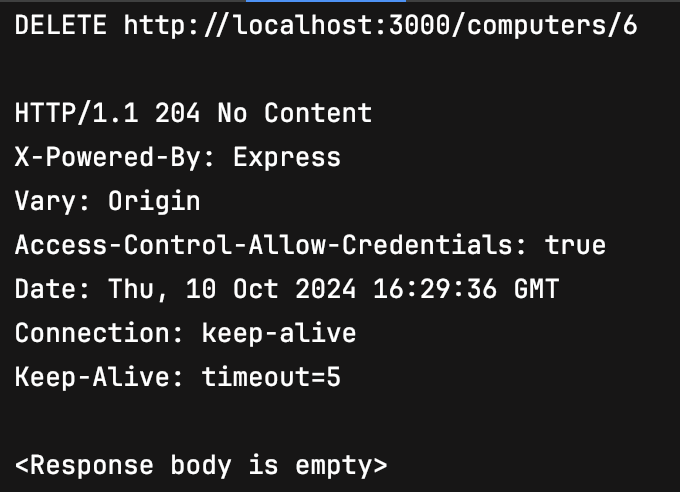 DELETE http://localhost:3000/computers/6
HTTP/1.1 204 No Content
X-Powered-By: Express
Vary: Origin
Access-Control-Allow-Credentials: true
Date: Thu, 10 Oct 2024 16:29:36 GMT
Connection: keep-alive
Keep-Alive: timeout=5
<Response body is empty>